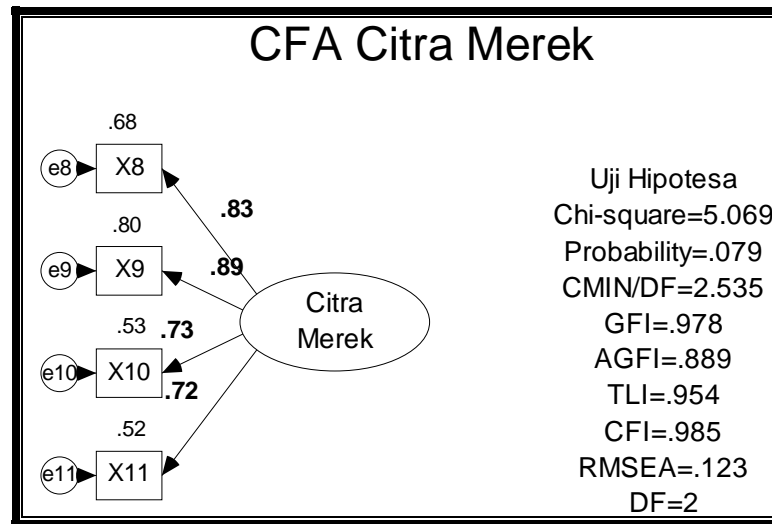 CFA Citra Merek
.68
e8
X8
.83
.80
e9
X9
.89
Citra
Merek
.53
.73
e10
X10
.72
.52
e11
X11
Uji Hipotesa
Chi-square=5.069
Probability=.079
CMIN/DF=2.535
GFI=.978
AGFI=.889
TLI=.954
CFI=.985
RMSEA=.123
DF=2